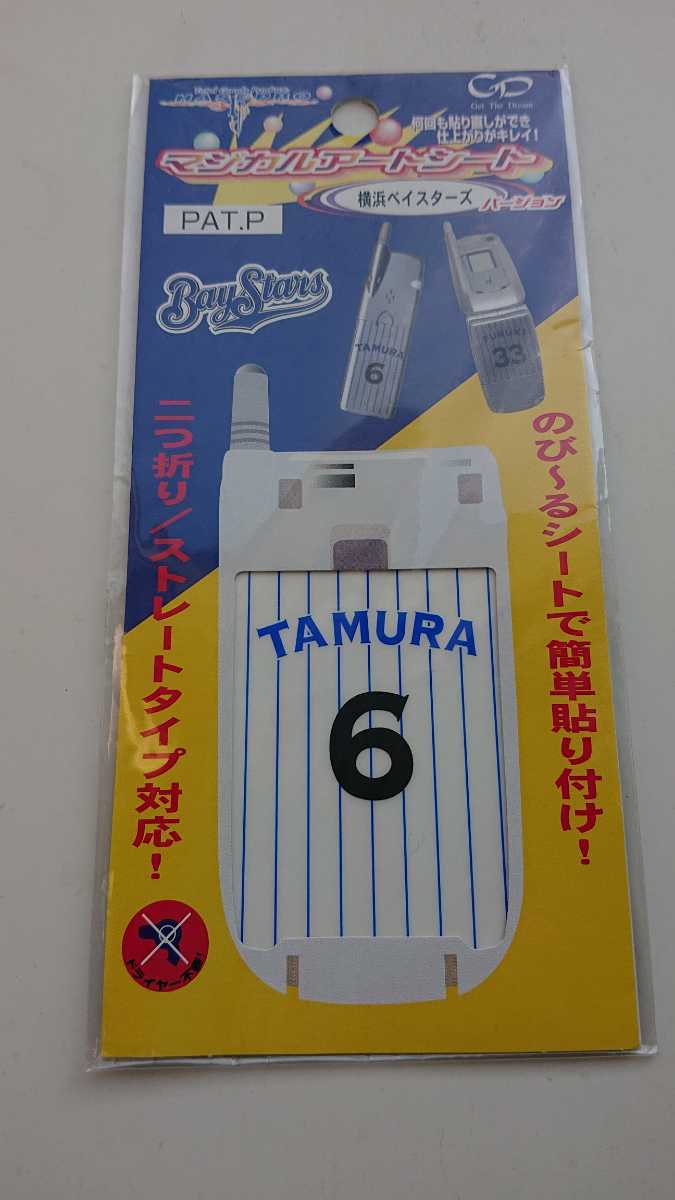 Get The Dream
何回も貼り直しができ
仕上がりがキレイ!
マジカルアートシート
横浜ベイスターズ
バージョン
PAT.P
BayStars
TAMURA
6
FURUKI
33
二つ折り/ストレートタイプ対応!
のび〜るシートで簡単貼り付け!
TAMURA
6
ドライヤー不要!